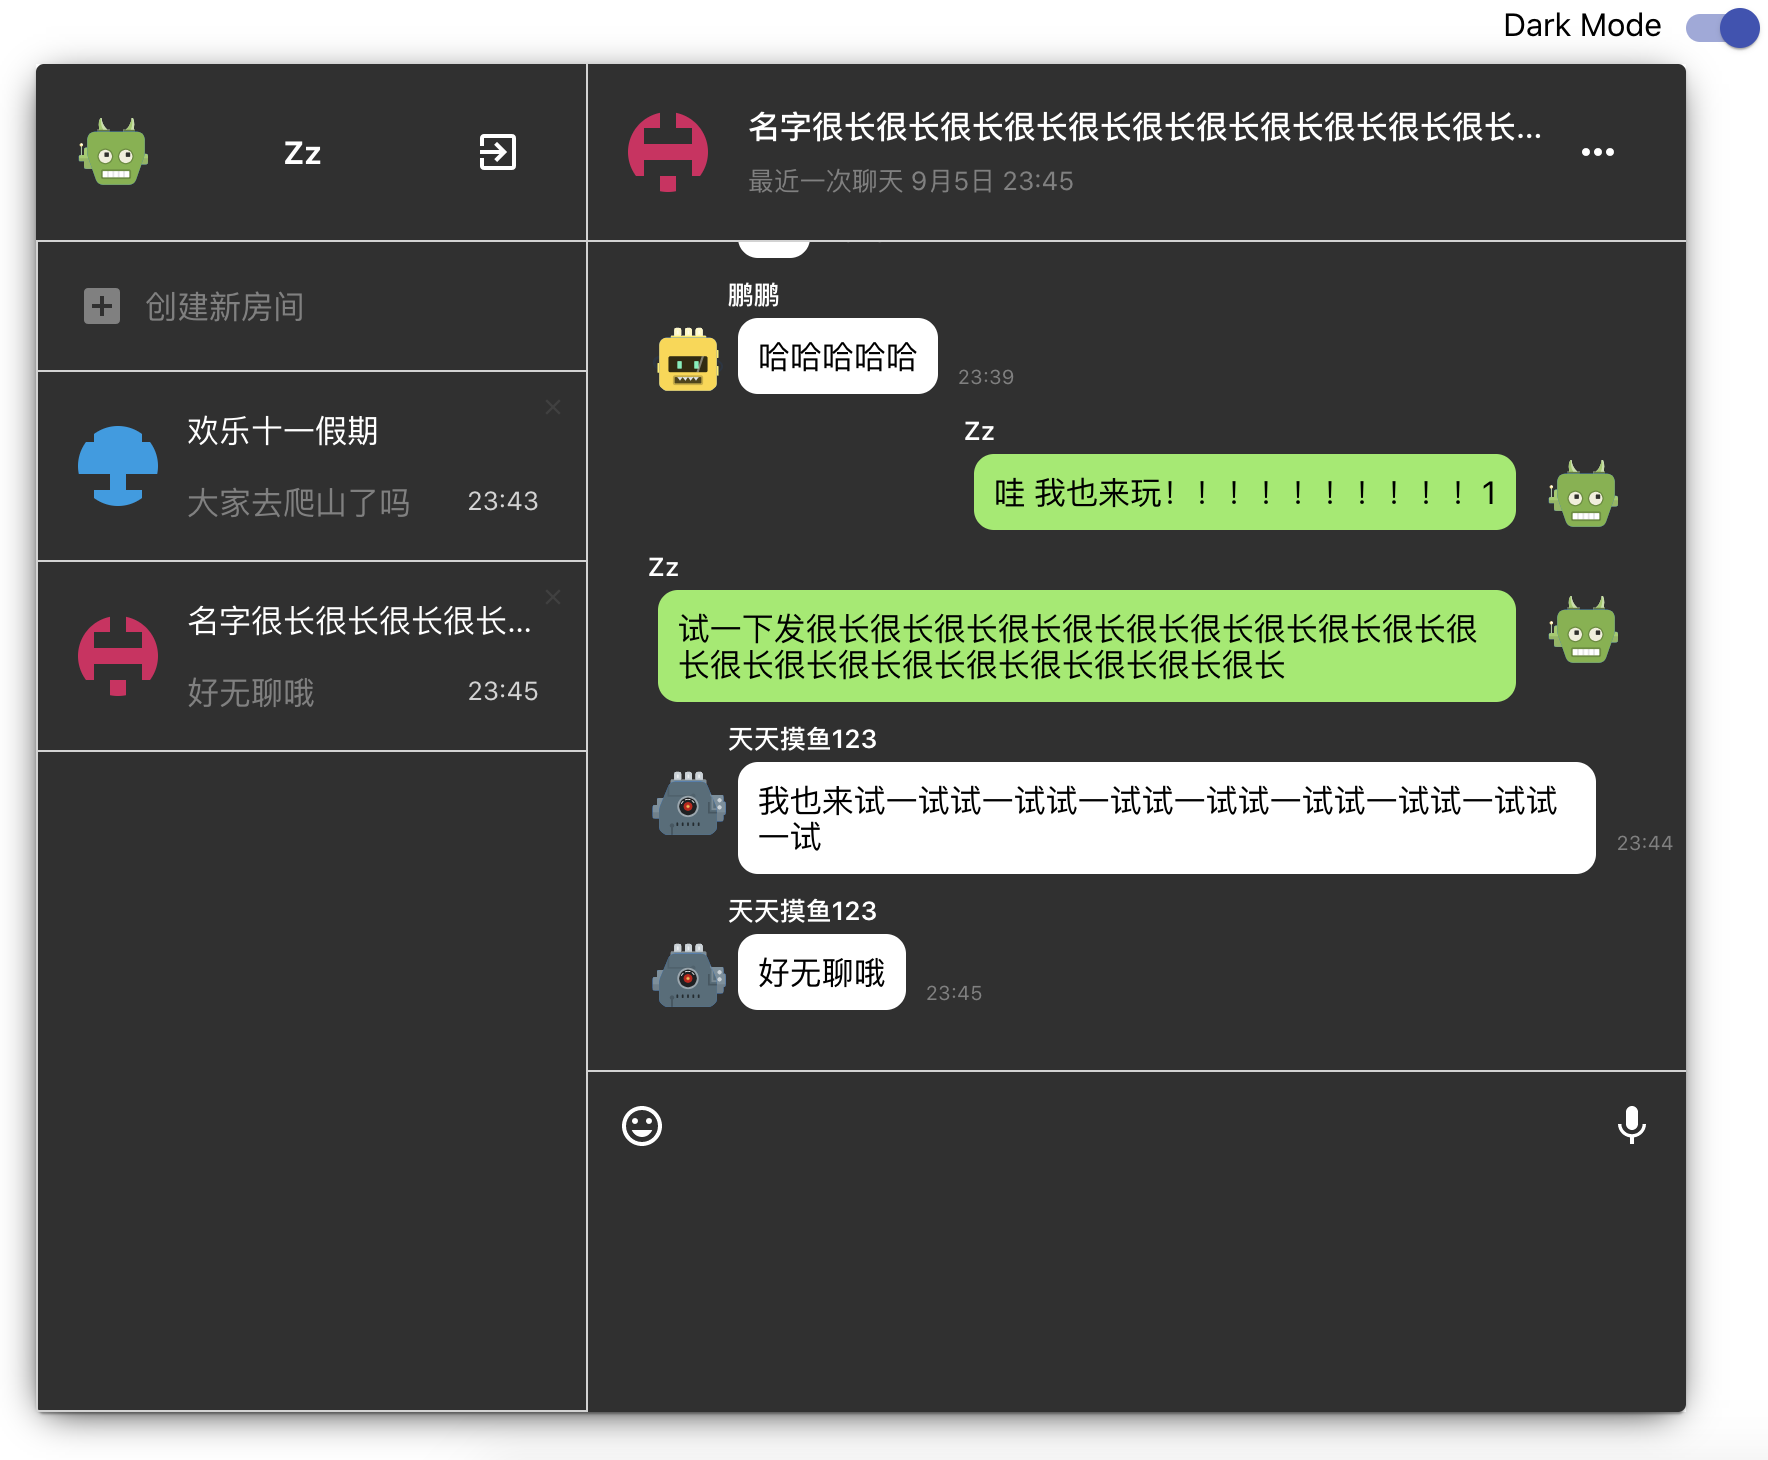 Dark Mode
Zz
创建新房间
欢乐十一假期
大家去爬山了吗 23:43
名字很长很长很长很长...
好无聊哦 23:45
名字很长很长很长很长很长很长很长很长很长很长很长...
最近一次聊天 9月5日 23:45
鹏鹏
哈哈哈哈哈 23:39
Zz
哇 我也来玩！！！！！！！！！！1
Zz
试一下发很长很长很长很长很长很长很长很长很长很长很
长很长很长很长很长很长很长很长很长很长
天天摸鱼123
我也来试一试试一试试一试试一试试一试试一试试一试试
一试 23:44
天天摸鱼123
好无聊哦 23:45